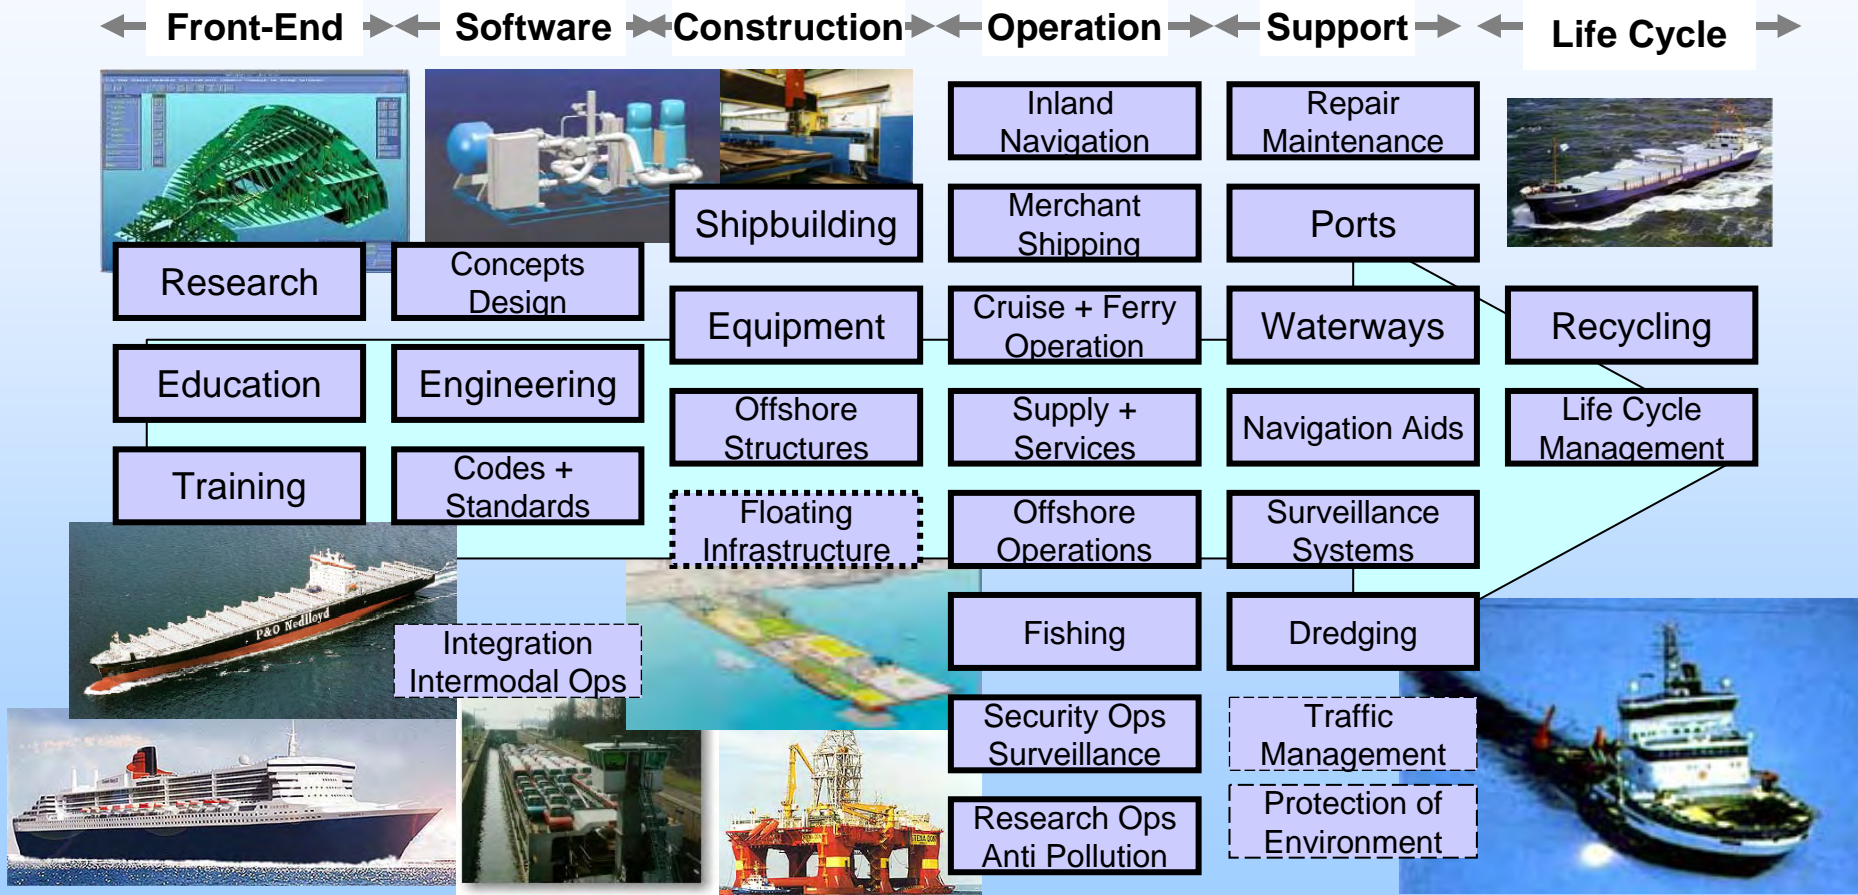 Front-End
Software
Construction
Operation
Support
Life Cycle
Research
Education
Training
Concepts
Design
Engineering
Codes +
Standards
Integration
Intermodal Ops
Shipbuilding
Equipment
Offshore
Structures
Floating
Infrastructure
Inland
Navigation
Merchant
Shipping
Cruise + Ferry
Operation
Supply +
Services
Offshore
Operations
Fishing
Security Ops
Surveillance
Research Ops
Anti Pollution
Repair
Maintenance
Ports
Waterways
Navigation Aids
Surveillance
Systems
Dredging
Traffic
Management
Protection of
Environment
Recycling
Life Cycle
Management
P&O Nedlloyd
STENA DON